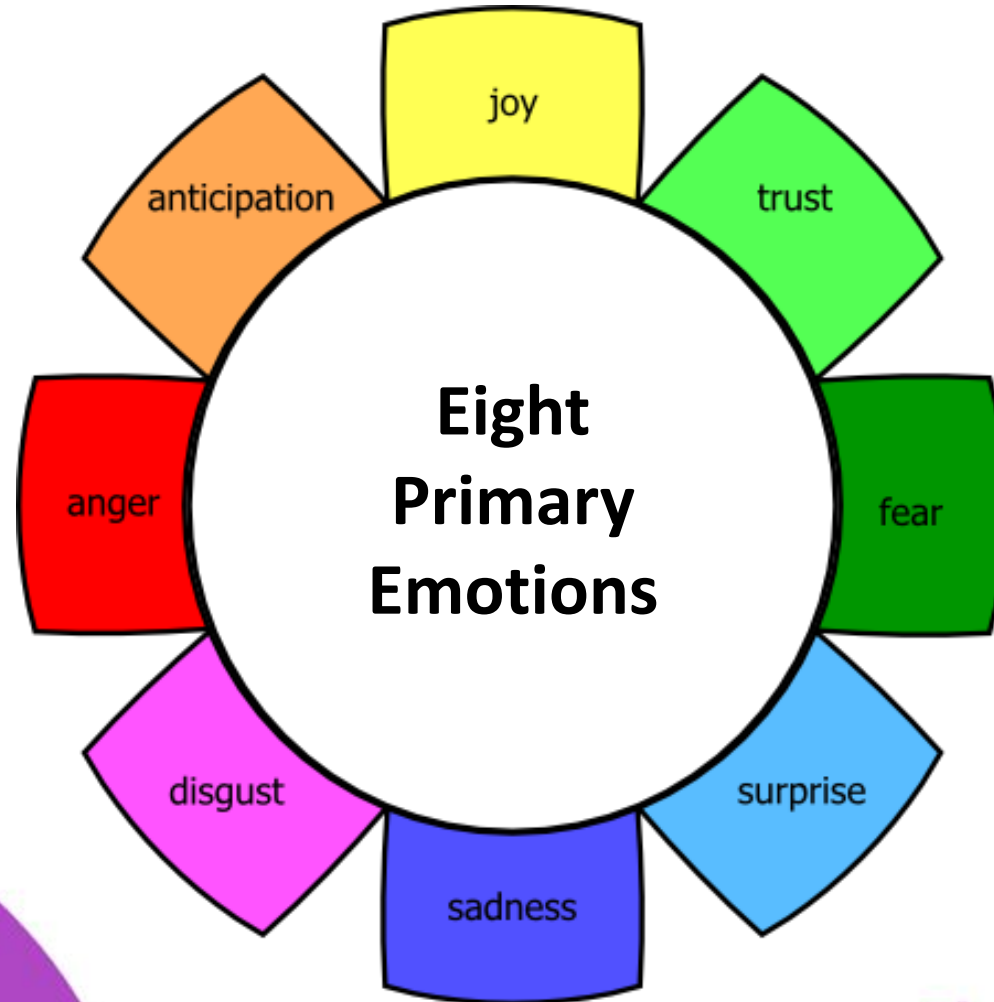 joy
trust
fear
surprise
sadness
disgust
anger
anticipation
Eight
Primary
Emotions